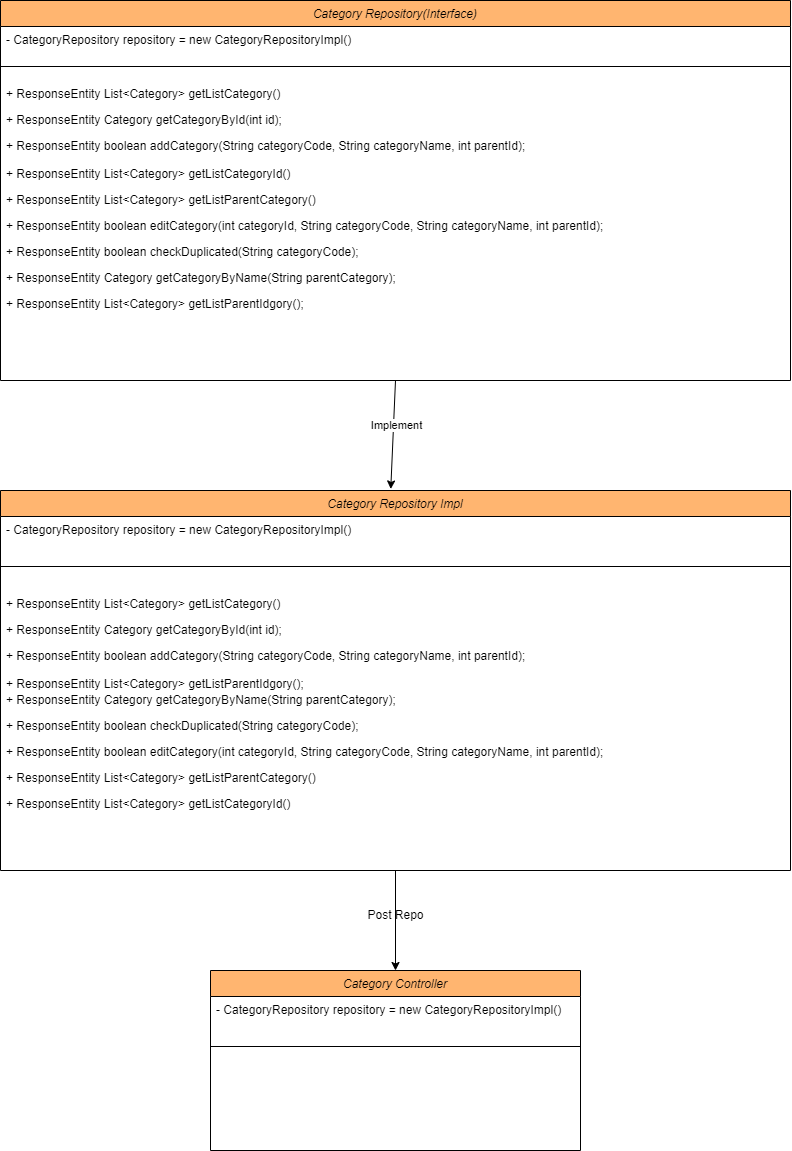 Category Repository(Interface)
- CategoryRepository repository = new CategoryRepositoryImpl()
+ ResponseEntity List<Category> getListCategory()
+ ResponseEntity Category getCategoryById(int id);
+ ResponseEntity boolean addCategory(String categoryCode, String categoryName, int parentId);
+ ResponseEntity List<Category> getListCategoryId()
+ ResponseEntity List<Category> getListParentCategory()
+ ResponseEntity boolean editCategory(int categoryId, String categoryCode, String categoryName, int parentId);
+ ResponseEntity boolean checkDuplicated(String categoryCode);
+ ResponseEntity Category getCategoryByName(String parentCategory);
+ ResponseEntity List<Category> getListParentIdgory();
Implement
Category Repository Impl
- CategoryRepository repository = new CategoryRepositoryImpl()
+ ResponseEntity List<Category> getListCategory()
+ ResponseEntity Category getCategoryById(int id);
+ ResponseEntity boolean addCategory(String categoryCode, String categoryName, int parentId);
+ ResponseEntity List<Category> getListParentIdgory();
+ ResponseEntity Category getCategoryByName(String parentCategory);
+ ResponseEntity boolean checkDuplicated(String categoryCode);
+ ResponseEntity boolean editCategory(int categoryId, String categoryCode, String categoryName, int parentId);
+ ResponseEntity List<Category> getListParentCategory()
+ ResponseEntity List<Category> getListCategoryId()
Post Repo
Category Controller
- CategoryRepository repository = new CategoryRepositoryImpl()